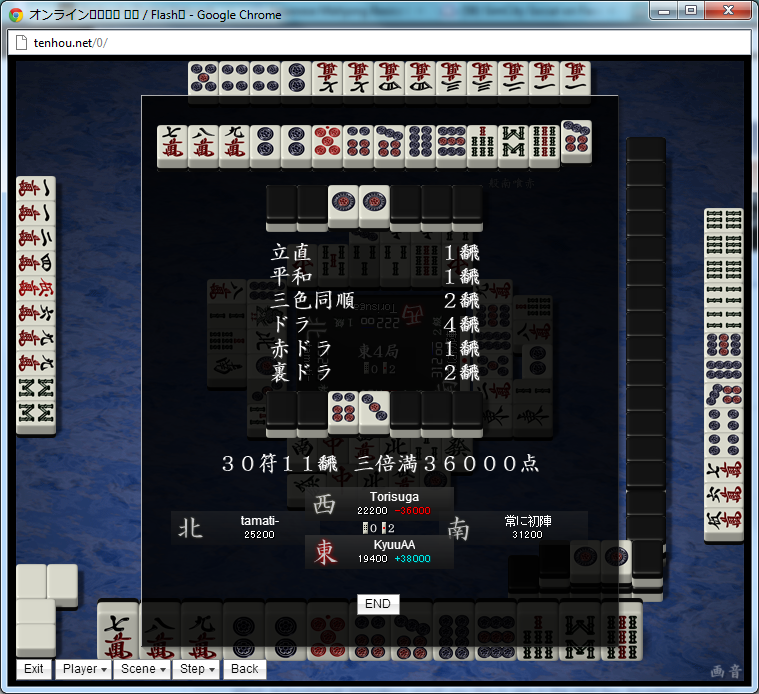 オンライン / Flash - Google Chrome
tenhou.net/0/
立直 1飜
平和 1飜
三色同順 2飜
ドラ 4飜
赤ドラ 1飜
裏ドラ 2飜
東4局
30符11飜 三倍満36000点
西 Torisuga
22200 -36000
北 tamati-
25200
0 2
南 常に初陣
31200
東 KyuuAA
19400 +38000
END
Exit Player Scene Step Back
画音